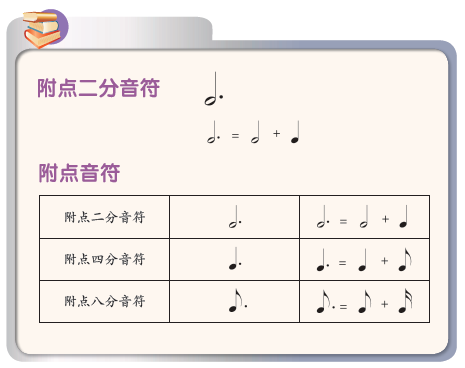 附点二分音符
𝅗𝅥. = 𝅗𝅥 + ♩
附点音符
附点二分音符 𝅗𝅥. 𝅗𝅥. = 𝅗𝅥 + ♩
附点四分音符 ♩. ♩. = ♩ + ♪
附点八分音符 ♪. ♪. = ♪ + 𝅘𝅥𝅯